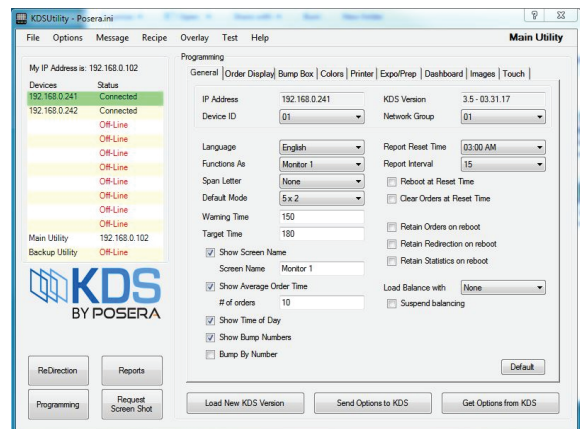 KDSUtility - Posera.ini
File Options Message Recipe Overlay Test Help Main Utility
My IP Address is: 192.168.0.102
Devices Status
192.168.0.241 Connected
192.168.0.242 Connected
Off-Line
Off-Line
Off-Line
Off-Line
Off-Line
Off-Line
Off-Line
Off-Line
Main Utility 192.168.0.102
Backup Utility Off-Line
KDS
BY POSERA
ReDirection Reports
Programming Request Screen Shot
Programming
General Order Display Bump Box Colors Printer Expo/Prep Dashboard Images Touch
IP Address 192.168.0.241 KDS Version 3.5 - 03.31.17
Device ID 01 Network Group 01
Language English Report Reset Time 03:00 AM
Functions As Monitor 1 Report Interval 15
Span Letter None Reboot at Reset Time
Default Mode 5 x 2 Clear Orders at Reset Time
Warning Time 150
Target Time 180 Retain Orders on reboot
Show Screen Name Retain Redirection on reboot
Screen Name Monitor 1 Retain Statistics on reboot
Show Average Order Time Load Balance with None
# of orders 10 Suspend balancing
Show Time of Day
Show Bump Numbers
Bump By Number
Default
Load New KDS Version Send Options to KDS Get Options from KDS